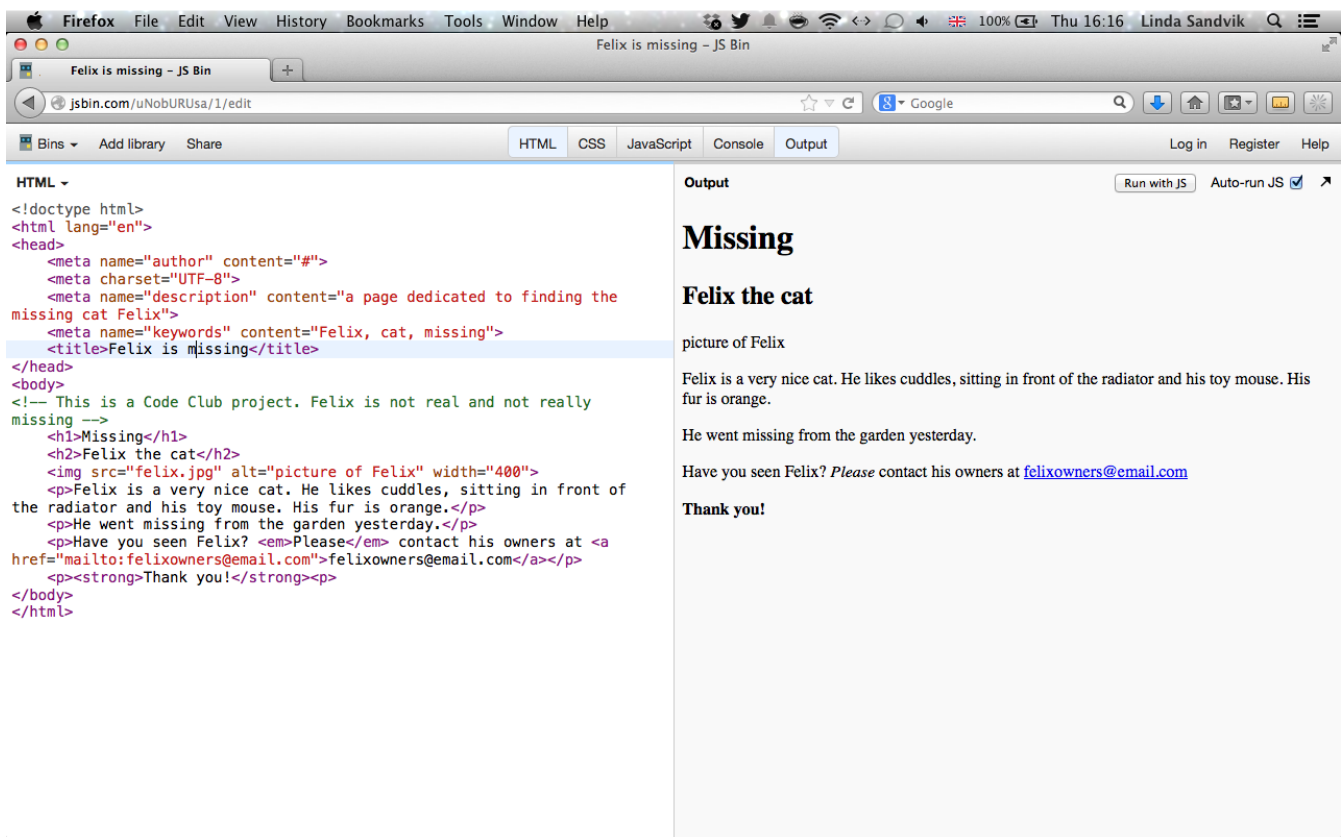 Firefox File Edit View History Bookmarks Tools Window Help 100% Thu 16:16 Linda Sandvik
Felix is missing – JS Bin
Felix is missing – JS Bin +
jsbin.com/uNobURUsa/1/edit Google
Bins Add library Share HTML CSS JavaScript Console Output Log in Register Help
HTML
<!doctype html>
<html lang="en">
<head>
    <meta name="author" content="#">
    <meta charset="UTF-8">
    <meta name="description" content="a page dedicated to finding the
missing cat Felix">
    <meta name="keywords" content="Felix, cat, missing">
    <title>Felix is missing</title>
</head>
<body>
<!-- This is a Code Club project. Felix is not real and not really
missing -->
    <h1>Missing</h1>
    <h2>Felix the cat</h2>
    <img src="felix.jpg" alt="picture of Felix" width="400">
    <p>Felix is a very nice cat. He likes cuddles, sitting in front of
the radiator and his toy mouse. His fur is orange.</p>
    <p>He went missing from the garden yesterday.</p>
    <p>Have you seen Felix? <em>Please</em> contact his owners at <a
href="mailto:felixowners@email.com">felixowners@email.com</a></p>
    <p><strong>Thank you!</strong><p>
</body>
</html>
Output Run with JS Auto-run JS
Missing
Felix the cat
picture of Felix
Felix is a very nice cat. He likes cuddles, sitting in front of the radiator and his toy mouse. His
fur is orange.
He went missing from the garden yesterday.
Have you seen Felix? Please contact his owners at felixowners@email.com
Thank you!